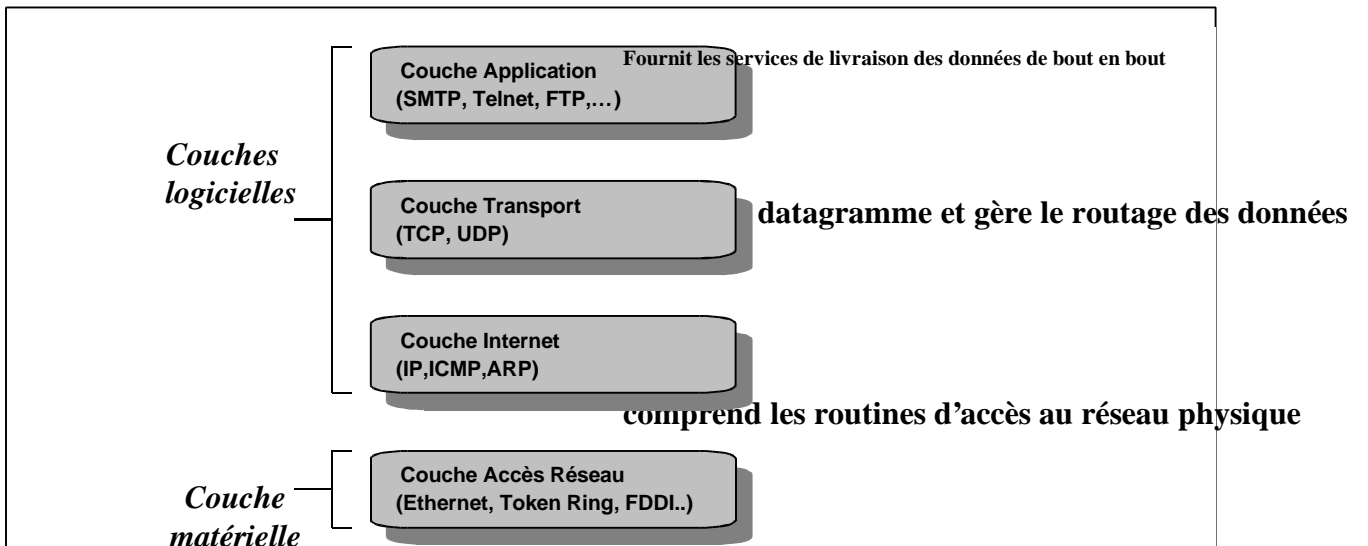 Fournit les services de livraison des données de bout en bout
Couche Application
(SMTP, Telnet, FTP,…)
Couches
logicielles
Couche Transport
(TCP, UDP)
datagramme et gère le routage des données
Couche Internet
(IP,ICMP,ARP)
comprend les routines d’accès au réseau physique
Couche Accès Réseau
(Ethernet, Token Ring, FDDI..)
Couche
matérielle